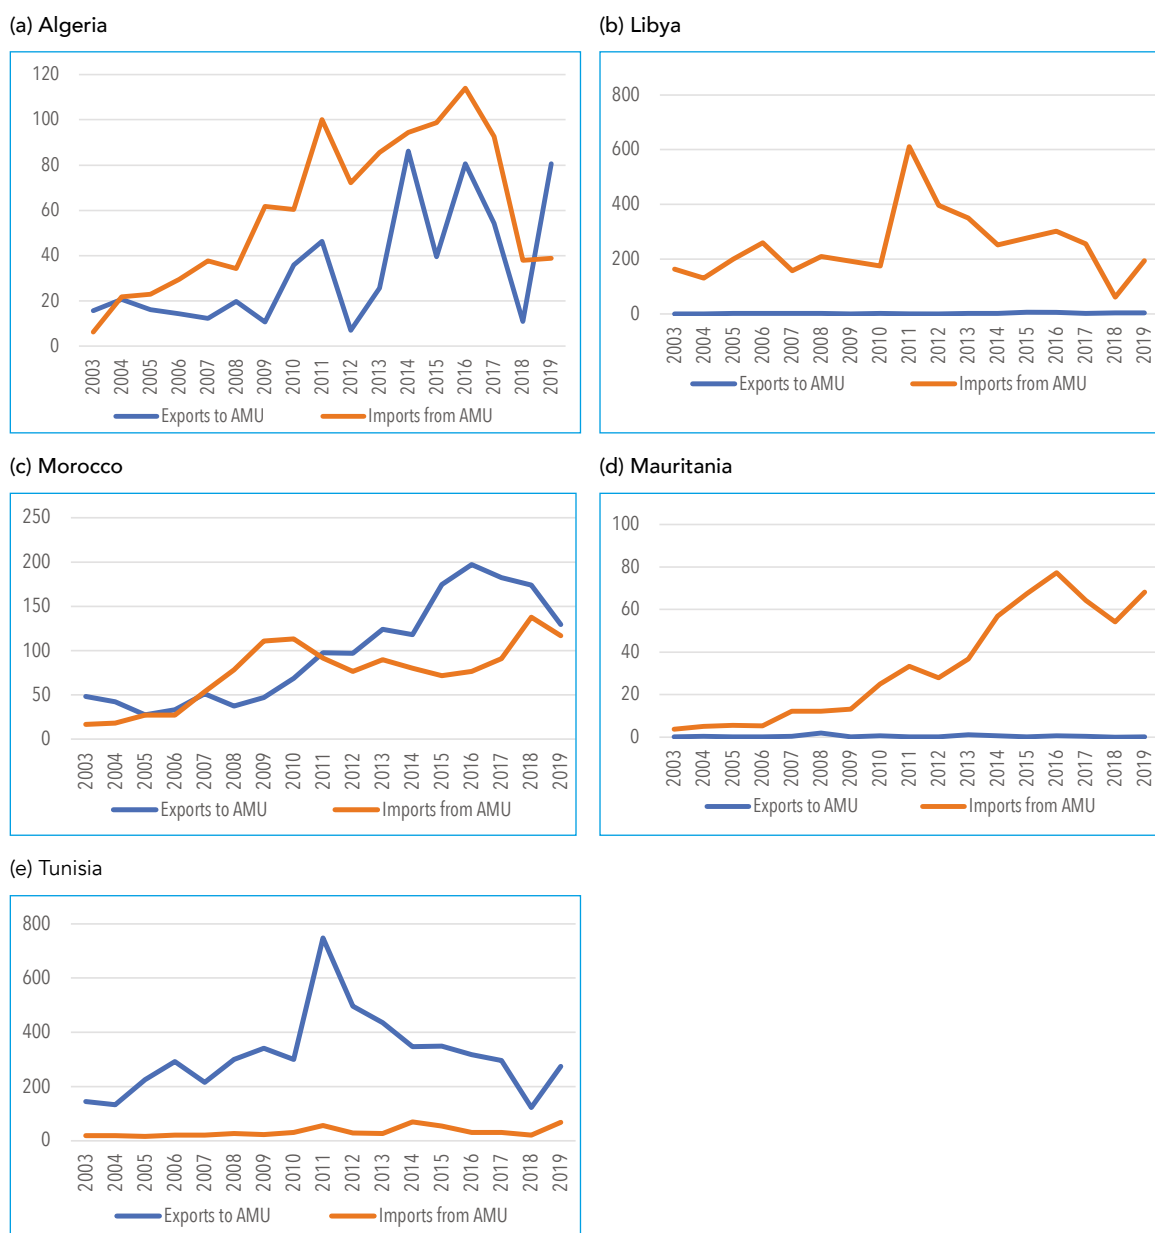 (a) Algeria
120
100
80
60
40
20
0
2003 2004 2005 2006 2007 2008 2009 2010 2011 2012 2013 2014 2015 2016 2017 2018 2019
Exports to AMU Imports from AMU
(b) Libya
800
600
400
200
0
2003 2004 2005 2006 2007 2008 2009 2010 2011 2012 2013 2014 2015 2016 2017 2018 2019
Exports to AMU Imports from AMU
(c) Morocco
250
200
150
100
50
0
2003 2004 2005 2006 2007 2008 2009 2010 2011 2012 2013 2014 2015 2016 2017 2018 2019
Exports to AMU Imports from AMU
(d) Mauritania
100
80
60
40
20
0
2003 2004 2005 2006 2007 2008 2009 2010 2011 2012 2013 2014 2015 2016 2017 2018 2019
Exports to AMU Imports from AMU
(e) Tunisia
800
600
400
200
0
2003 2004 2005 2006 2007 2008 2009 2010 2011 2012 2013 2014 2015 2016 2017 2018 2019
Exports to AMU Imports from AMU